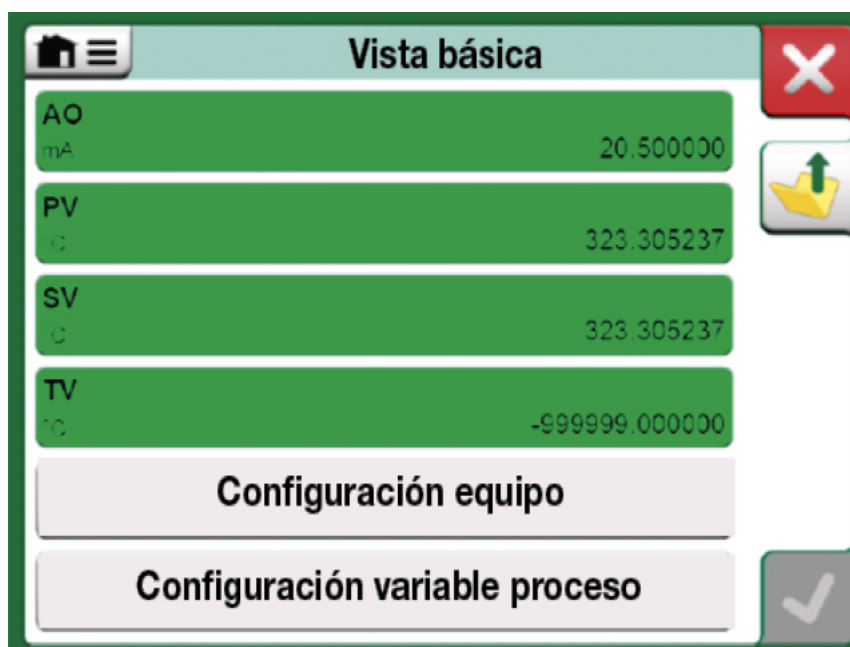 Vista básica
AO
mA
20.500000
PV
°C
323.305237
SV
°C
323.305237
TV
°C
-999999.000000
Configuración equipo
Configuración variable proceso